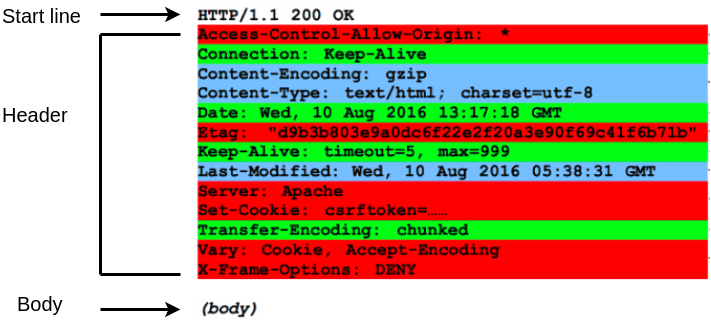 Start line
HTTP/1.1 200 OK
Access-Control-Allow-Origin: *
Connection: Keep-Alive
Content-Encoding: gzip
Content-Type: text/html; charset=utf-8
Header
Date: Wed, 10 Aug 2016 13:17:18 GMT
Etag: "d9b3b803e9a0dc6f22e2f20a3e90f69c41f6b71b"
Keep-Alive: timeout=5, max=999
Last-Modified: Wed, 10 Aug 2016 05:38:31 GMT
Server: Apache
Set-Cookie: csrftoken=……
Transfer-Encoding: chunked
Vary: Cookie, Accept-Encoding
X-Frame-Options: DENY
Body
(body)